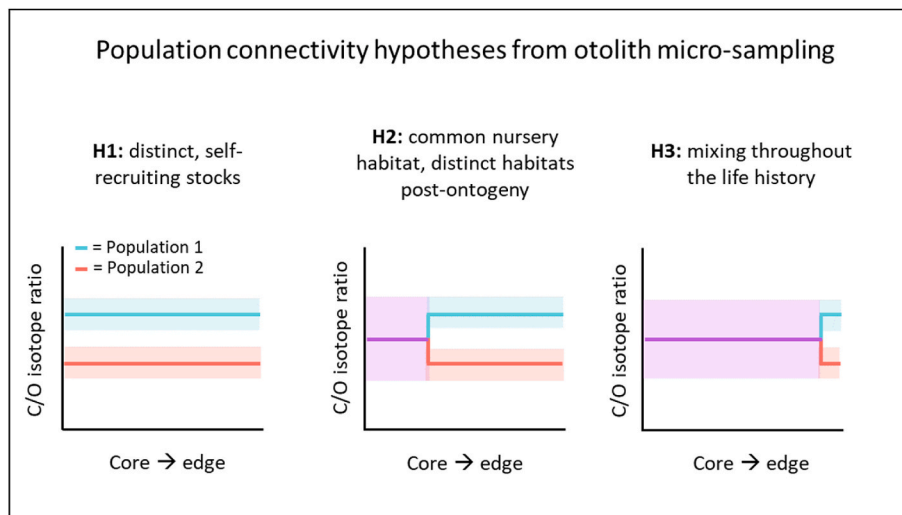 Population connectivity hypotheses from otolith micro-sampling
H1: distinct, self-
recruiting stocks
H2: common nursery
habitat, distinct habitats
post-ontogeny
H3: mixing throughout
the life history
= Population 1
= Population 2
C/O isotope ratio
Core → edge
C/O isotope ratio
Core → edge
C/O isotope ratio
Core → edge